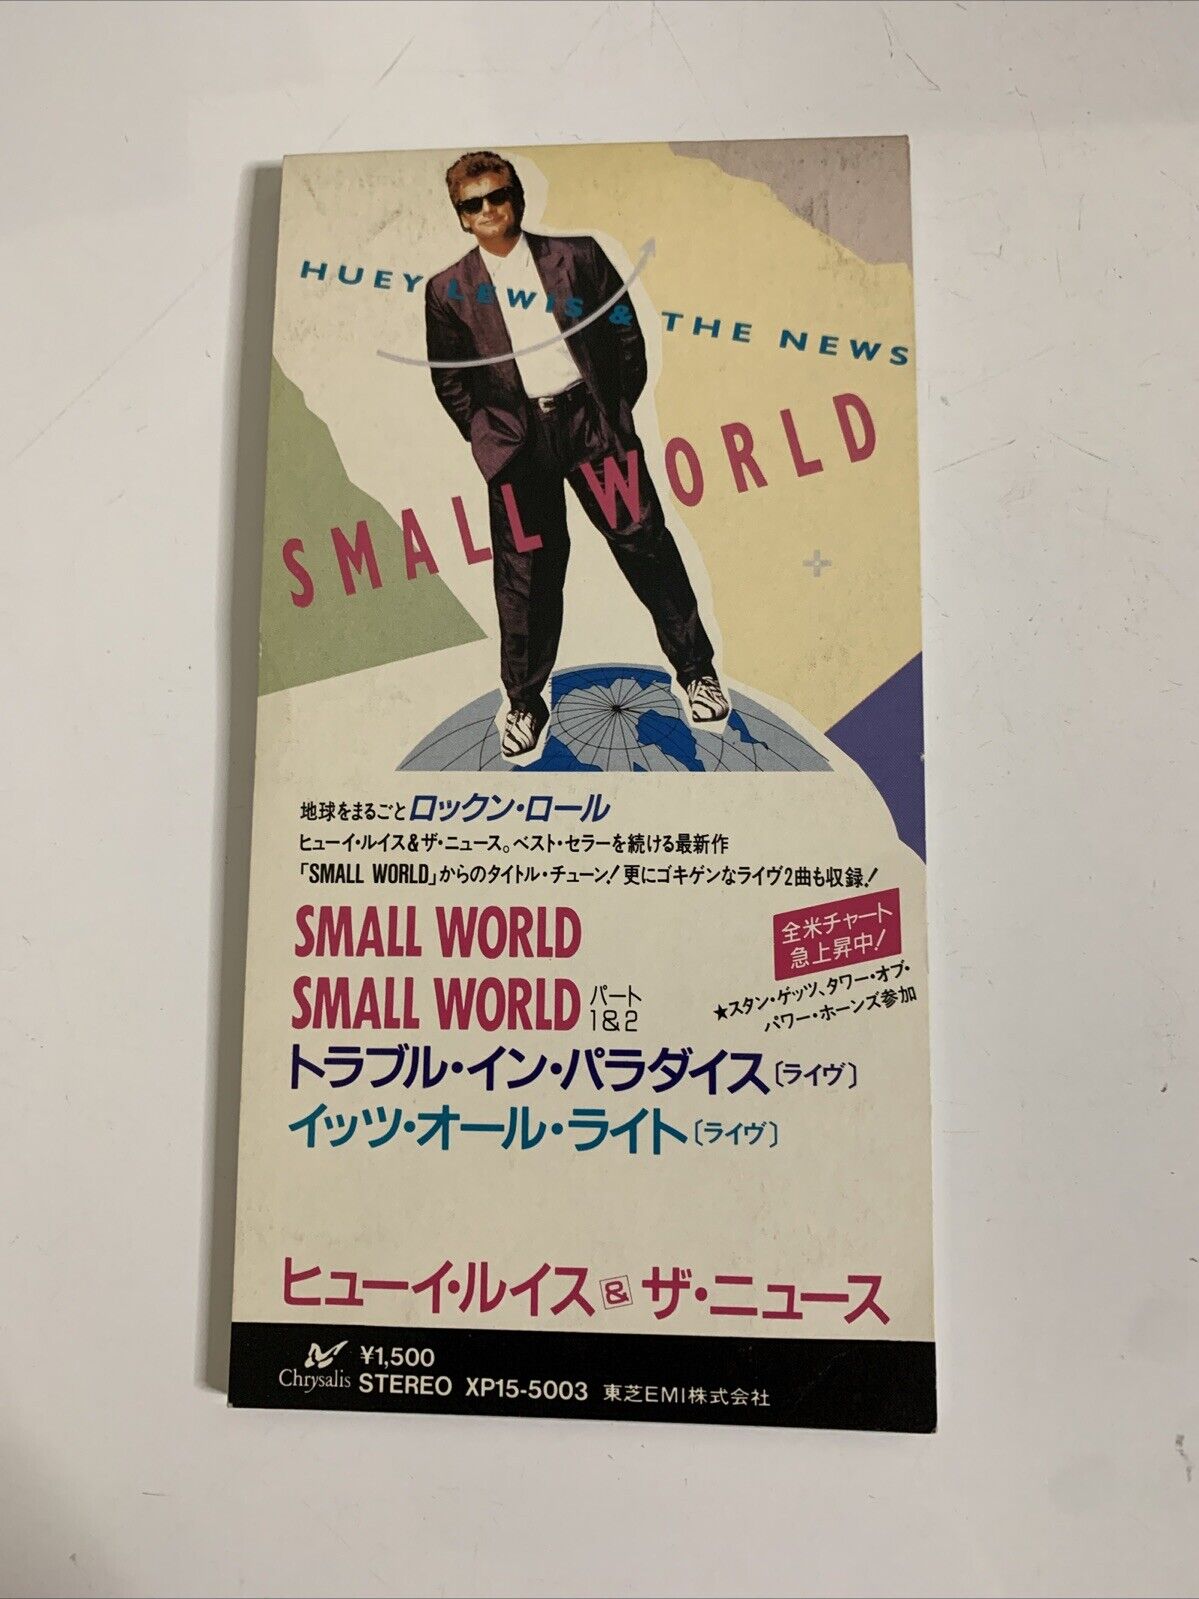 HUEY LEWIS & THE NEWS
SMALL WORLD
地球をまるごとロックン・ロール
ヒューイ・ルイス&ザ・ニュース。ベスト・セラーを続ける最新作
「SMALL WORLD」からのタイトル・チューン!更にゴキゲンなライヴ2曲も収録!
SMALL WORLD
全米チャート
急上昇中!
★スタン・ゲッツ、タワー・オブ・
パワー・ホーンズ参加
SMALL WORLD パート
1&2
トラブル・イン・パラダイス〔ライヴ〕
イッツ・オール・ライト〔ライヴ〕
ヒューイ・ルイス & ザ・ニュース
Chrysalis
¥1,500
STEREO XP15-5003 東芝EMI株式会社